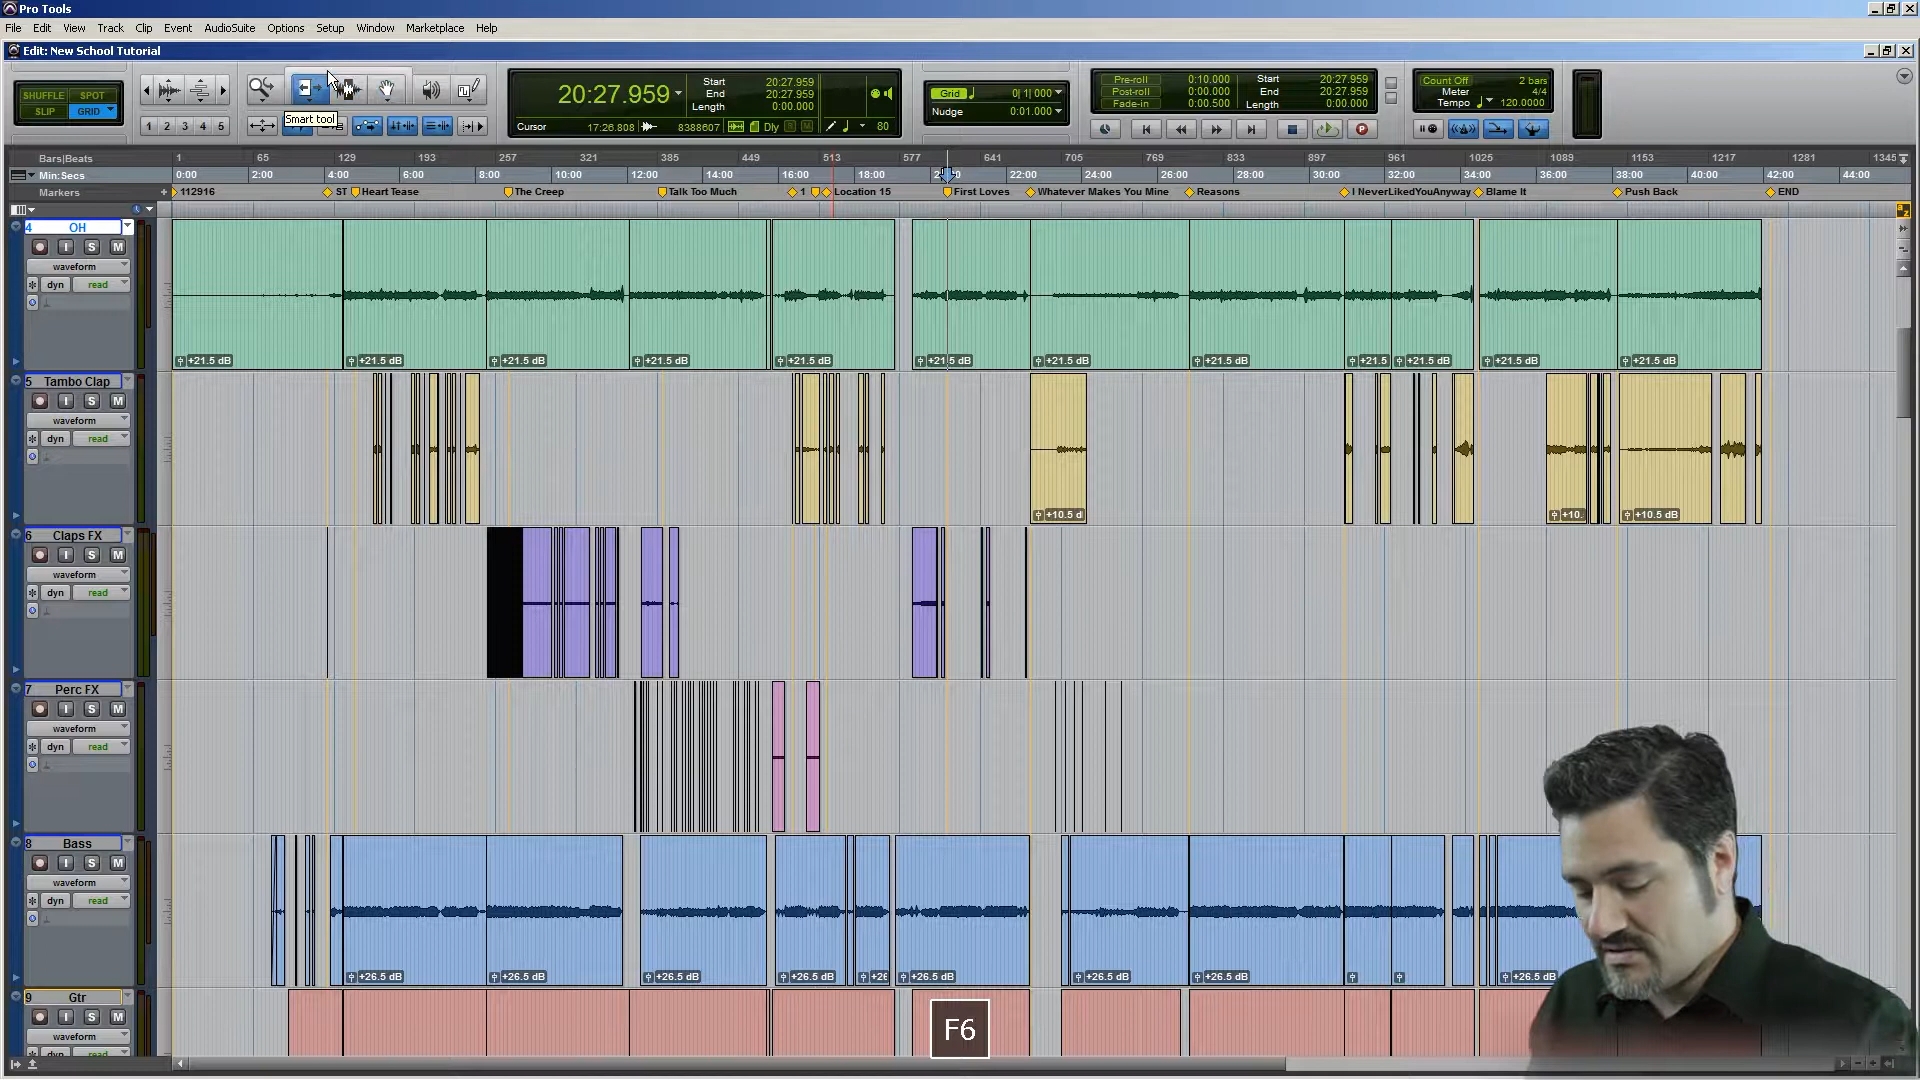 Pro Tools
File Edit View Track Clip Event AudioSuite Options Setup Window Marketplace Help
Edit: New School Tutorial
SHUFFLE SPOT
SLIP GRID
1 2 3 4 5
Smart tool
20:27.959
Start 20:27.959
End 20:27.959
Length 0:00.000
Cursor 17:26.808 8388607 Dly 80
Grid 0| 1| 000
Nudge 0:01.000
Pre-roll 0:10.000
Post-roll 0:00.000
Fade-in 0:00.500
Start 20:27.959
End 20:27.959
Length 0:00.000
Count Off 2 bars
Meter 4/4
Tempo 120.0000
Bars|Beats 1 65 129 193 257 321 385 449 513 577 641 705 769 833 897 961 1025 1089 1153 1217 1281 1345
Min:Secs 0:00 2:00 4:00 6:00 8:00 10:00 12:00 14:00 16:00 18:00 22:00 24:00 26:00 28:00 30:00 32:00 34:00 36:00 38:00 40:00 42:00 44:00
Markers 112916 ST Heart Tease The Creep Talk Too Much 1 Location 15 First Loves Whatever Makes You Mine Reasons I NeverLikedYouAnyway Blame It Push Back END
4 OH
I S M
waveform
dyn read
+21.5 dB +21.5 dB +21.5 dB +21.5 dB +21.5 dB +21.5 dB +21.5 dB +21.5 dB +21.5 +21.5 dB +21.5 dB +21.5 dB
5 Tambo Clap
I S M
waveform
dyn read
+10.5 d +10. +10.5 dB
6 Claps FX
I S M
waveform
dyn read
7 Perc FX
I S M
waveform
dyn read
8 Bass
I S M
waveform
dyn read
+26.5 dB +26.5 dB +26.5 dB +26.5 dB +26 +26.5 dB +26.5 dB +26.5 dB +26.5 dB
9 Gtr
I S M
waveform
dyn read
F6